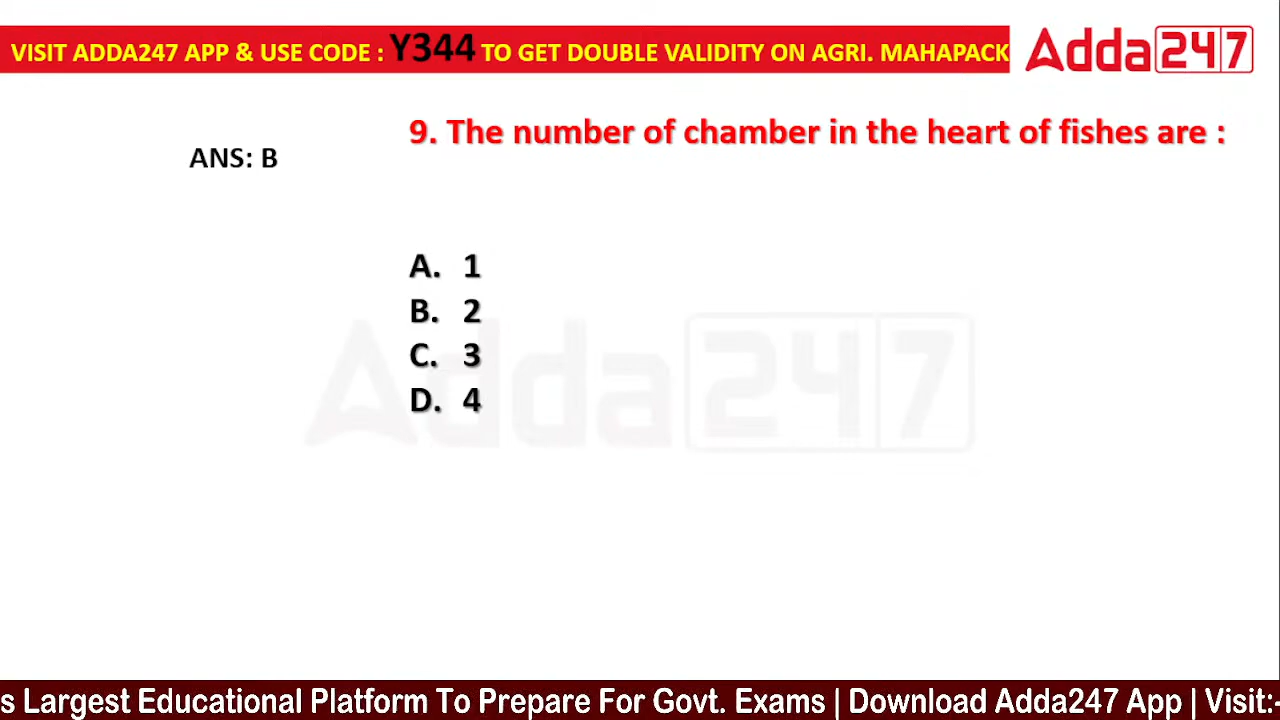 VISIT ADDA247 APP & USE CODE : Y344 TO GET DOUBLE VALIDITY ON AGRI. MAHAPACK
Adda247
9. The number of chamber in the heart of fishes are :
ANS: B
A. 1
B. 2
C. 3
D. 4
Adda247
s Largest Educational Platform To Prepare For Govt. Exams | Download Adda247 App | Visit:-